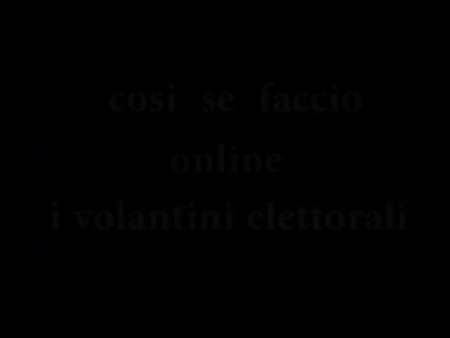 cosi se faccio
online
i volantini elettorali